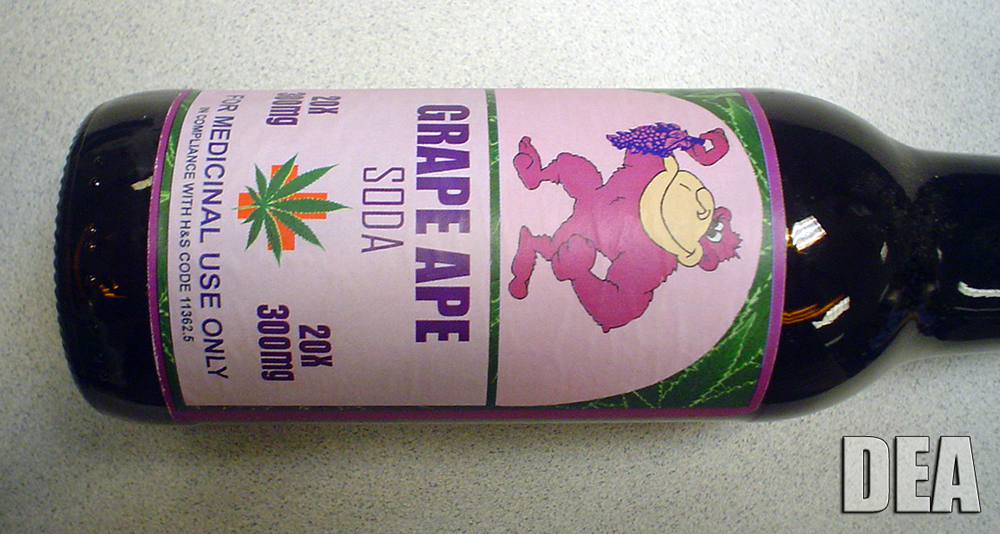 GRAPE APE
SODA
20X
300mg
20X
300mg
FOR MEDICINAL USE ONLY
IN COMPLIANCE WITH H&S CODE 11362.5
DEA